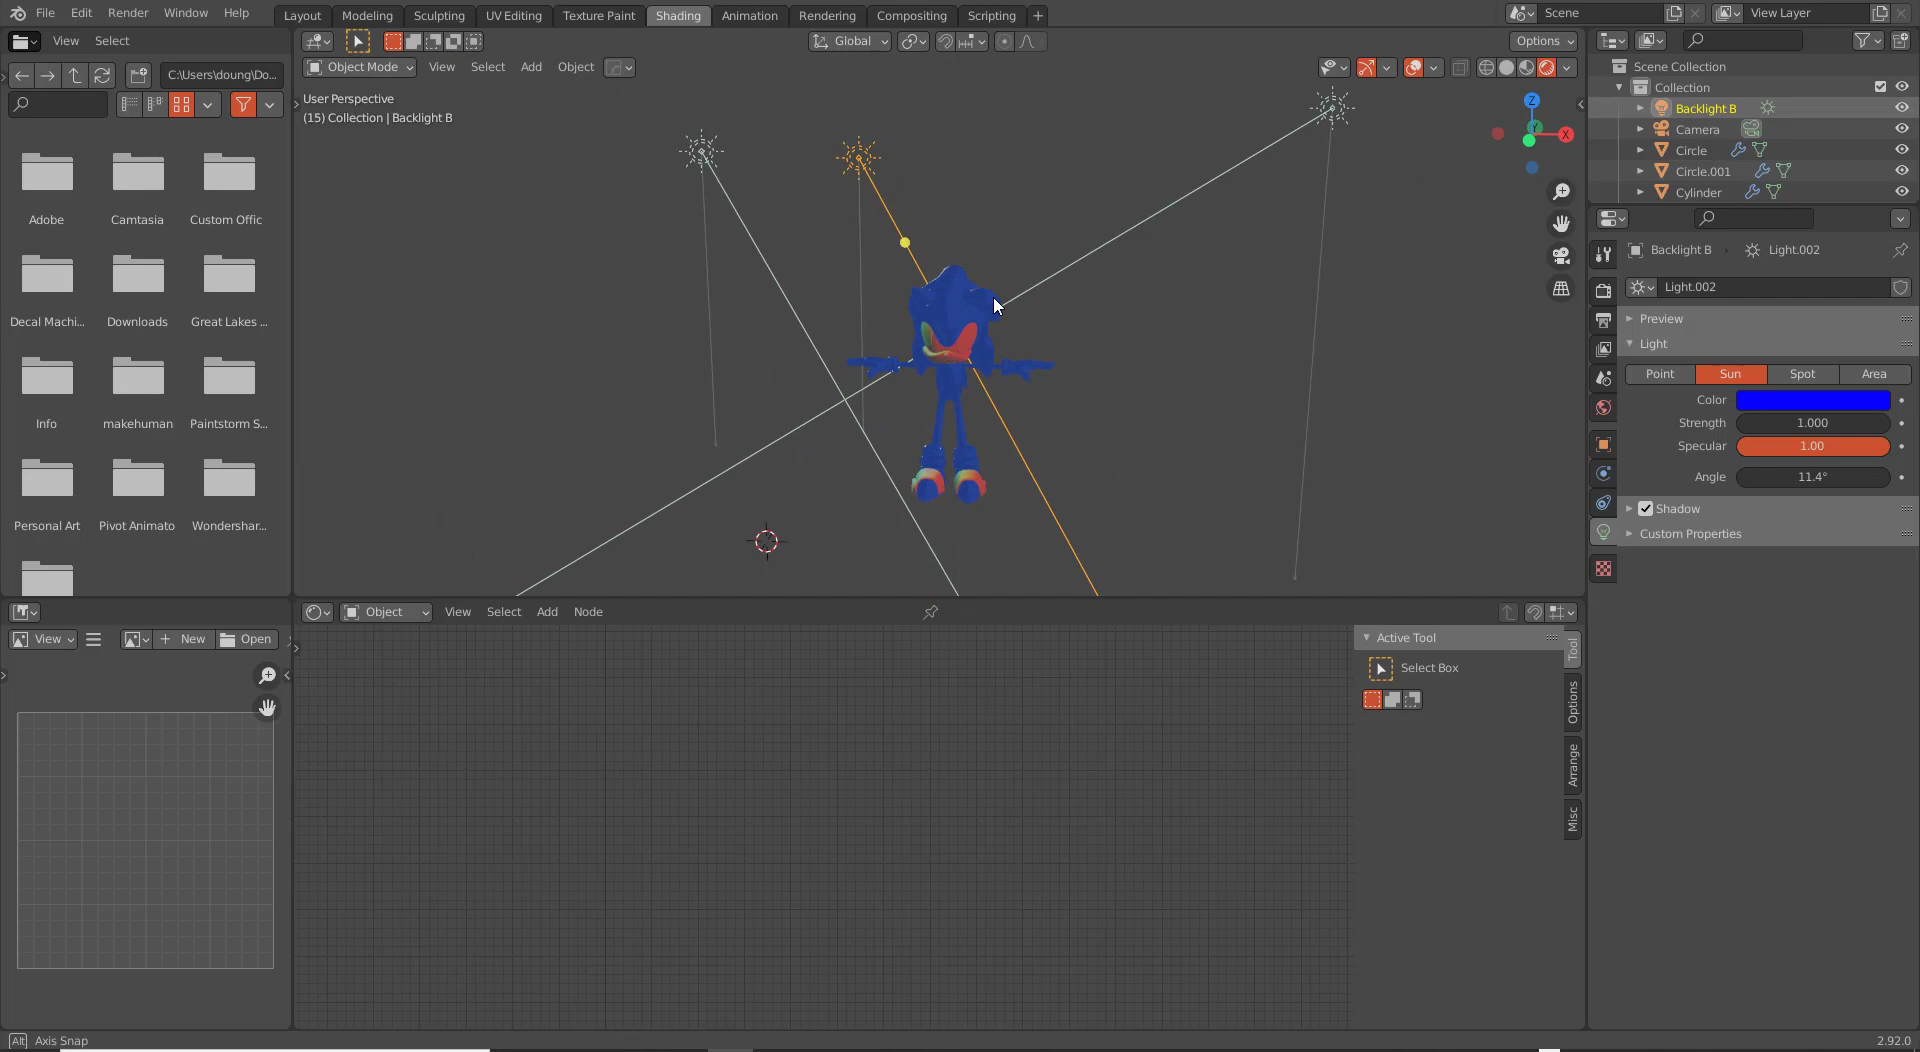 File Edit Render Window Help
Layout Modeling Sculpting UV Editing Texture Paint Shading Animation Rendering Compositing Scripting +
Scene View Layer
View Select
C:\Users\doung\Do...
Adobe Camtasia Custom Offic
Decal Machi... Downloads Great Lakes ...
Info makehuman Paintstorm S...
Personal Art Pivot Animato Wondershar...
Global
Options
Object Mode View Select Add Object
User Perspective
(15) Collection | Backlight B
Z
Y
X
Scene Collection
Collection
Backlight B
Camera
Circle
Circle.001
Cylinder
Backlight B Light.002
Light.002
Preview
Light
Point Sun Spot Area
Color
Strength 1.000
Specular 1.00
Angle 11.4°
Shadow
Custom Properties
View New Open
Object View Select Add Node
Active Tool
Select Box
Tool
Options
Arrange
Misc
Alt Axis Snap
2.92.0